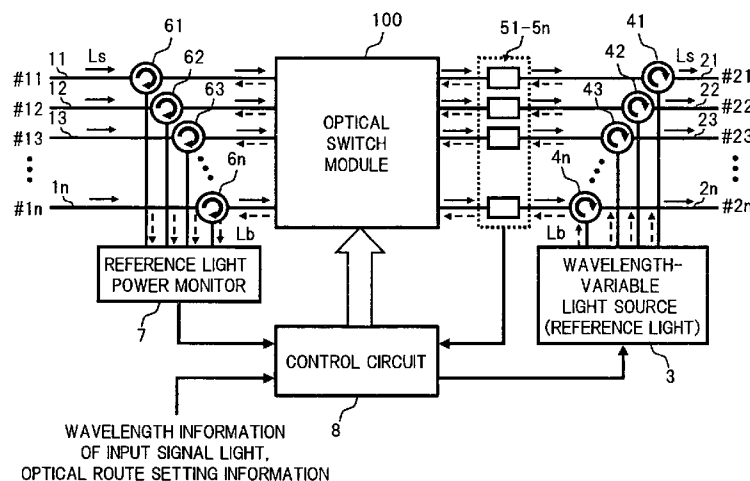 61
100
51-5n
41
11
Ls
62
42
Ls
21
#11
#21
12
63
43
22
#12
#22
13
23
#13
#23
OPTICAL
SWITCH
MODULE
6n
4n
1n
2n
#1n
#2n
Lb
Lb
REFERENCE LIGHT
POWER MONITOR
7
WAVELENGTH-
VARIABLE
LIGHT SOURCE
(REFERENCE LIGHT)
3
CONTROL CIRCUIT
8
WAVELENGTH INFORMATION
OF INPUT SIGNAL LIGHT,
OPTICAL ROUTE SETTING INFORMATION